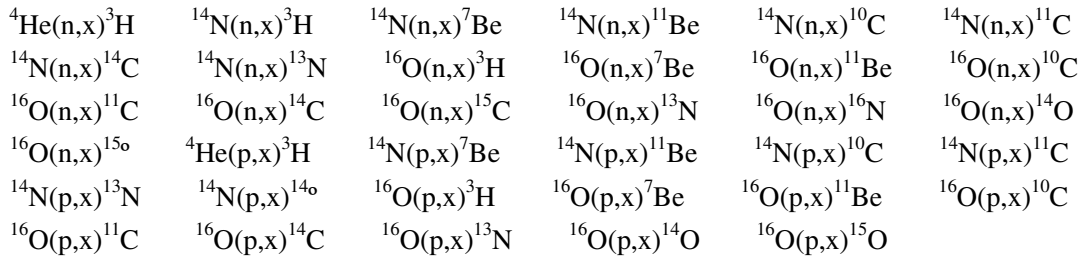 ⁴He(n,x)³H ¹⁴N(n,x)³H ¹⁴N(n,x)⁷Be ¹⁴N(n,x)¹¹Be ¹⁴N(n,x)¹⁰C ¹⁴N(n,x)¹¹C
¹⁴N(n,x)¹⁴C ¹⁴N(n,x)¹³N ¹⁶O(n,x)³H ¹⁶O(n,x)⁷Be ¹⁶O(n,x)¹¹Be ¹⁶O(n,x)¹⁰C
¹⁶O(n,x)¹¹C ¹⁶O(n,x)¹⁴C ¹⁶O(n,x)¹⁵C ¹⁶O(n,x)¹³N ¹⁶O(n,x)¹⁶N ¹⁶O(n,x)¹⁴O
¹⁶O(n,x)¹⁵ᵒ ⁴He(p,x)³H ¹⁴N(p,x)⁷Be ¹⁴N(p,x)¹¹Be ¹⁴N(p,x)¹⁰C ¹⁴N(p,x)¹¹C
¹⁴N(p,x)¹³N ¹⁴N(p,x)¹⁴ᵒ ¹⁶O(p,x)³H ¹⁶O(p,x)⁷Be ¹⁶O(p,x)¹¹Be ¹⁶O(p,x)¹⁰C
¹⁶O(p,x)¹¹C ¹⁶O(p,x)¹⁴C ¹⁶O(p,x)¹³N ¹⁶O(p,x)¹⁴O ¹⁶O(p,x)¹⁵O